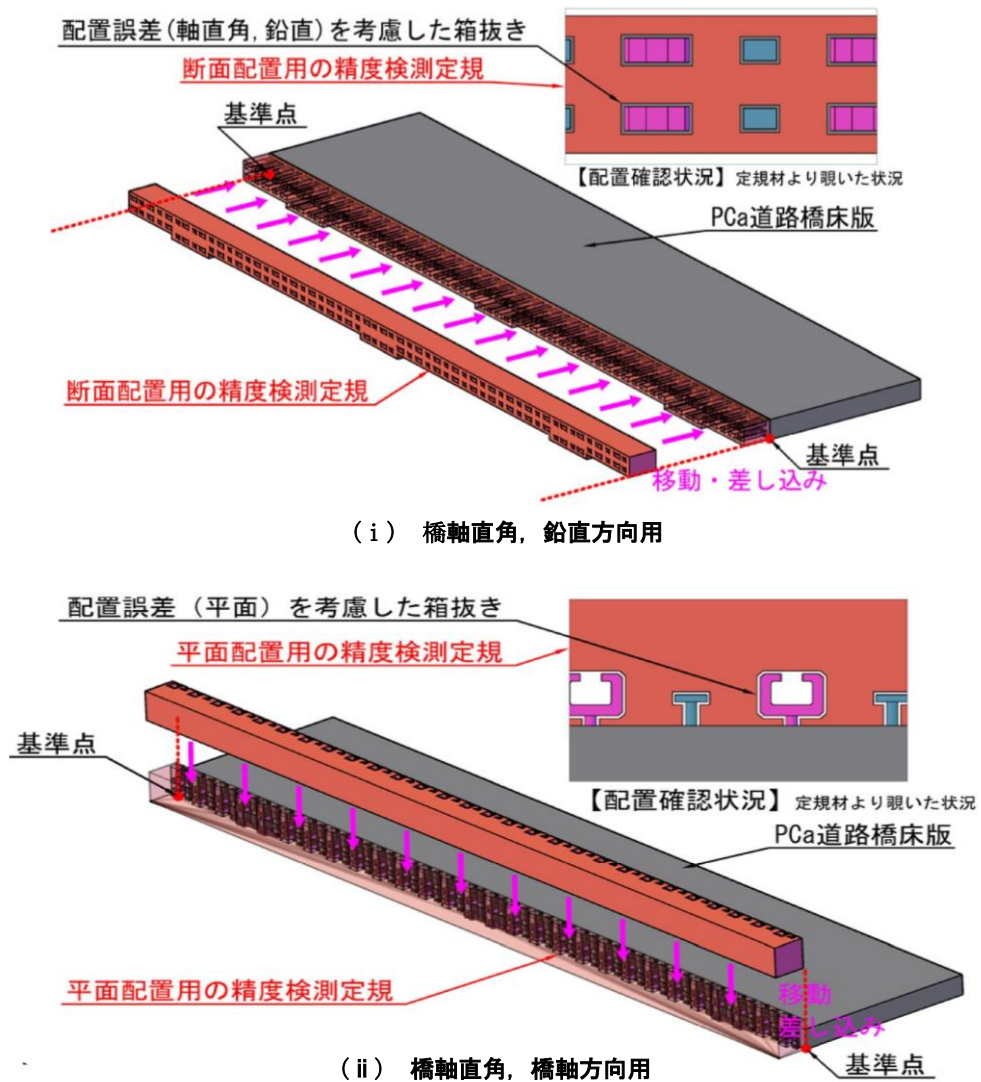 配置誤差(軸直角,鉛直)を考慮した箱抜き
断面配置用の精度検測定規
基準点
【配置確認状況】 定規材より覗いた状況
PCa道路橋床版
断面配置用の精度検測定規
基準点
移動・差し込み
(ⅰ) 橋軸直角,鉛直方向用
配置誤差(平面)を考慮した箱抜き
平面配置用の精度検測定規
基準点
【配置確認状況】 定規材より覗いた状況
PCa道路橋床版
平面配置用の精度検測定規
移動
差し込み
基準点
(ⅱ) 橋軸直角,橋軸方向用